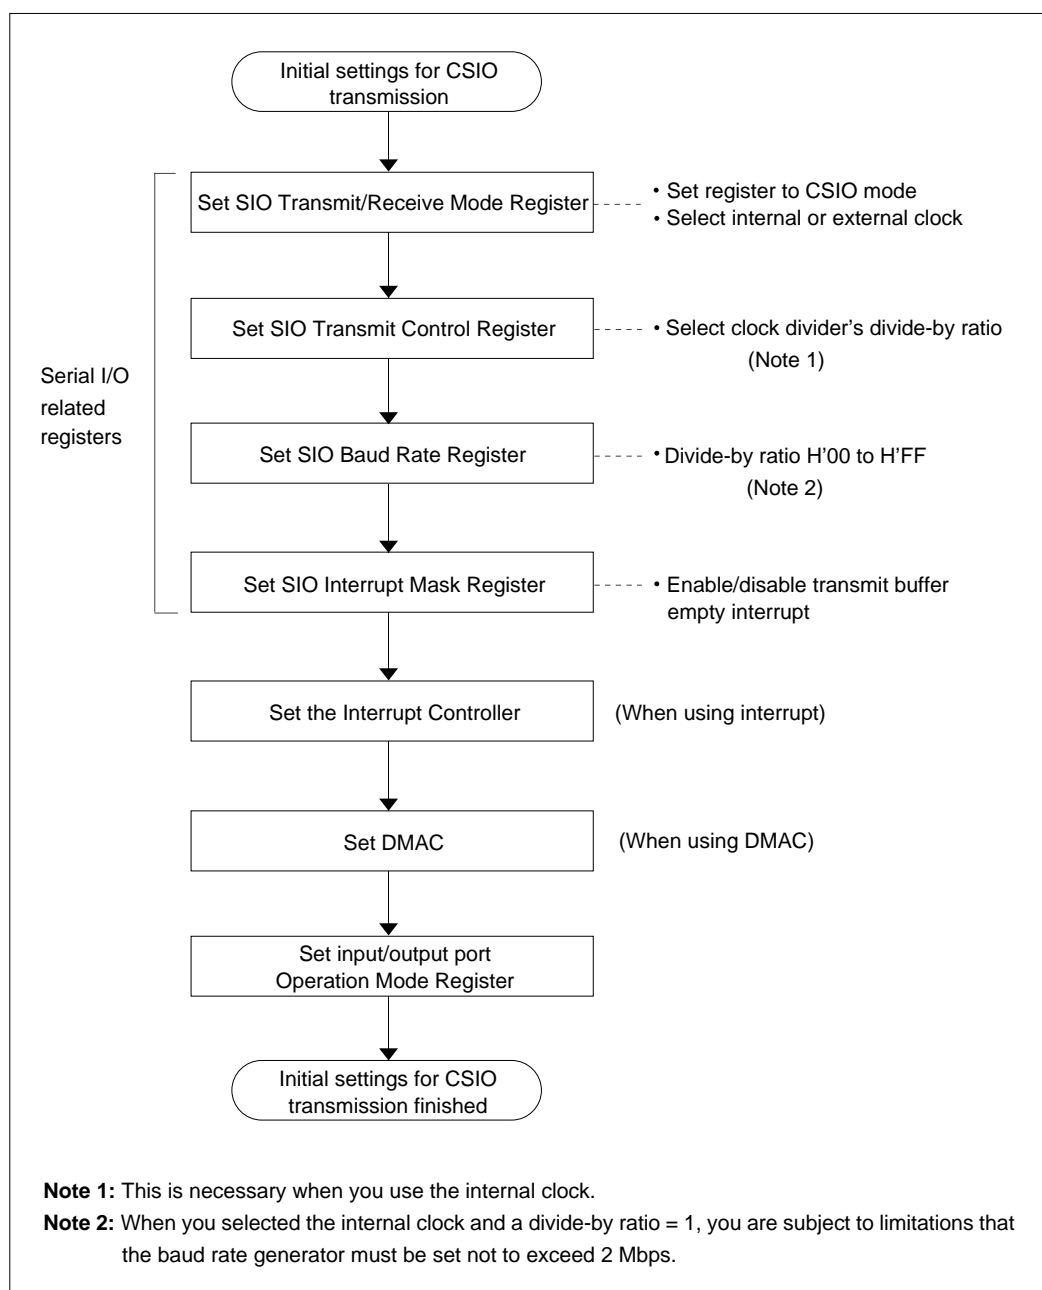 Initial settings for CSIO
transmission
Set SIO Transmit/Receive Mode Register
• Set register to CSIO mode
• Select internal or external clock
Set SIO Transmit Control Register
• Select clock divider's divide-by ratio
(Note 1)
Serial I/O
related
registers
Set SIO Baud Rate Register
• Divide-by ratio H'00 to H'FF
(Note 2)
Set SIO Interrupt Mask Register
• Enable/disable transmit buffer
empty interrupt
Set the Interrupt Controller
(When using interrupt)
Set DMAC
(When using DMAC)
Set input/output port
Operation Mode Register
Initial settings for CSIO
transmission finished
Note 1: This is necessary when you use the internal clock.
Note 2: When you selected the internal clock and a divide-by ratio = 1, you are subject to limitations that
the baud rate generator must be set not to exceed 2 Mbps.